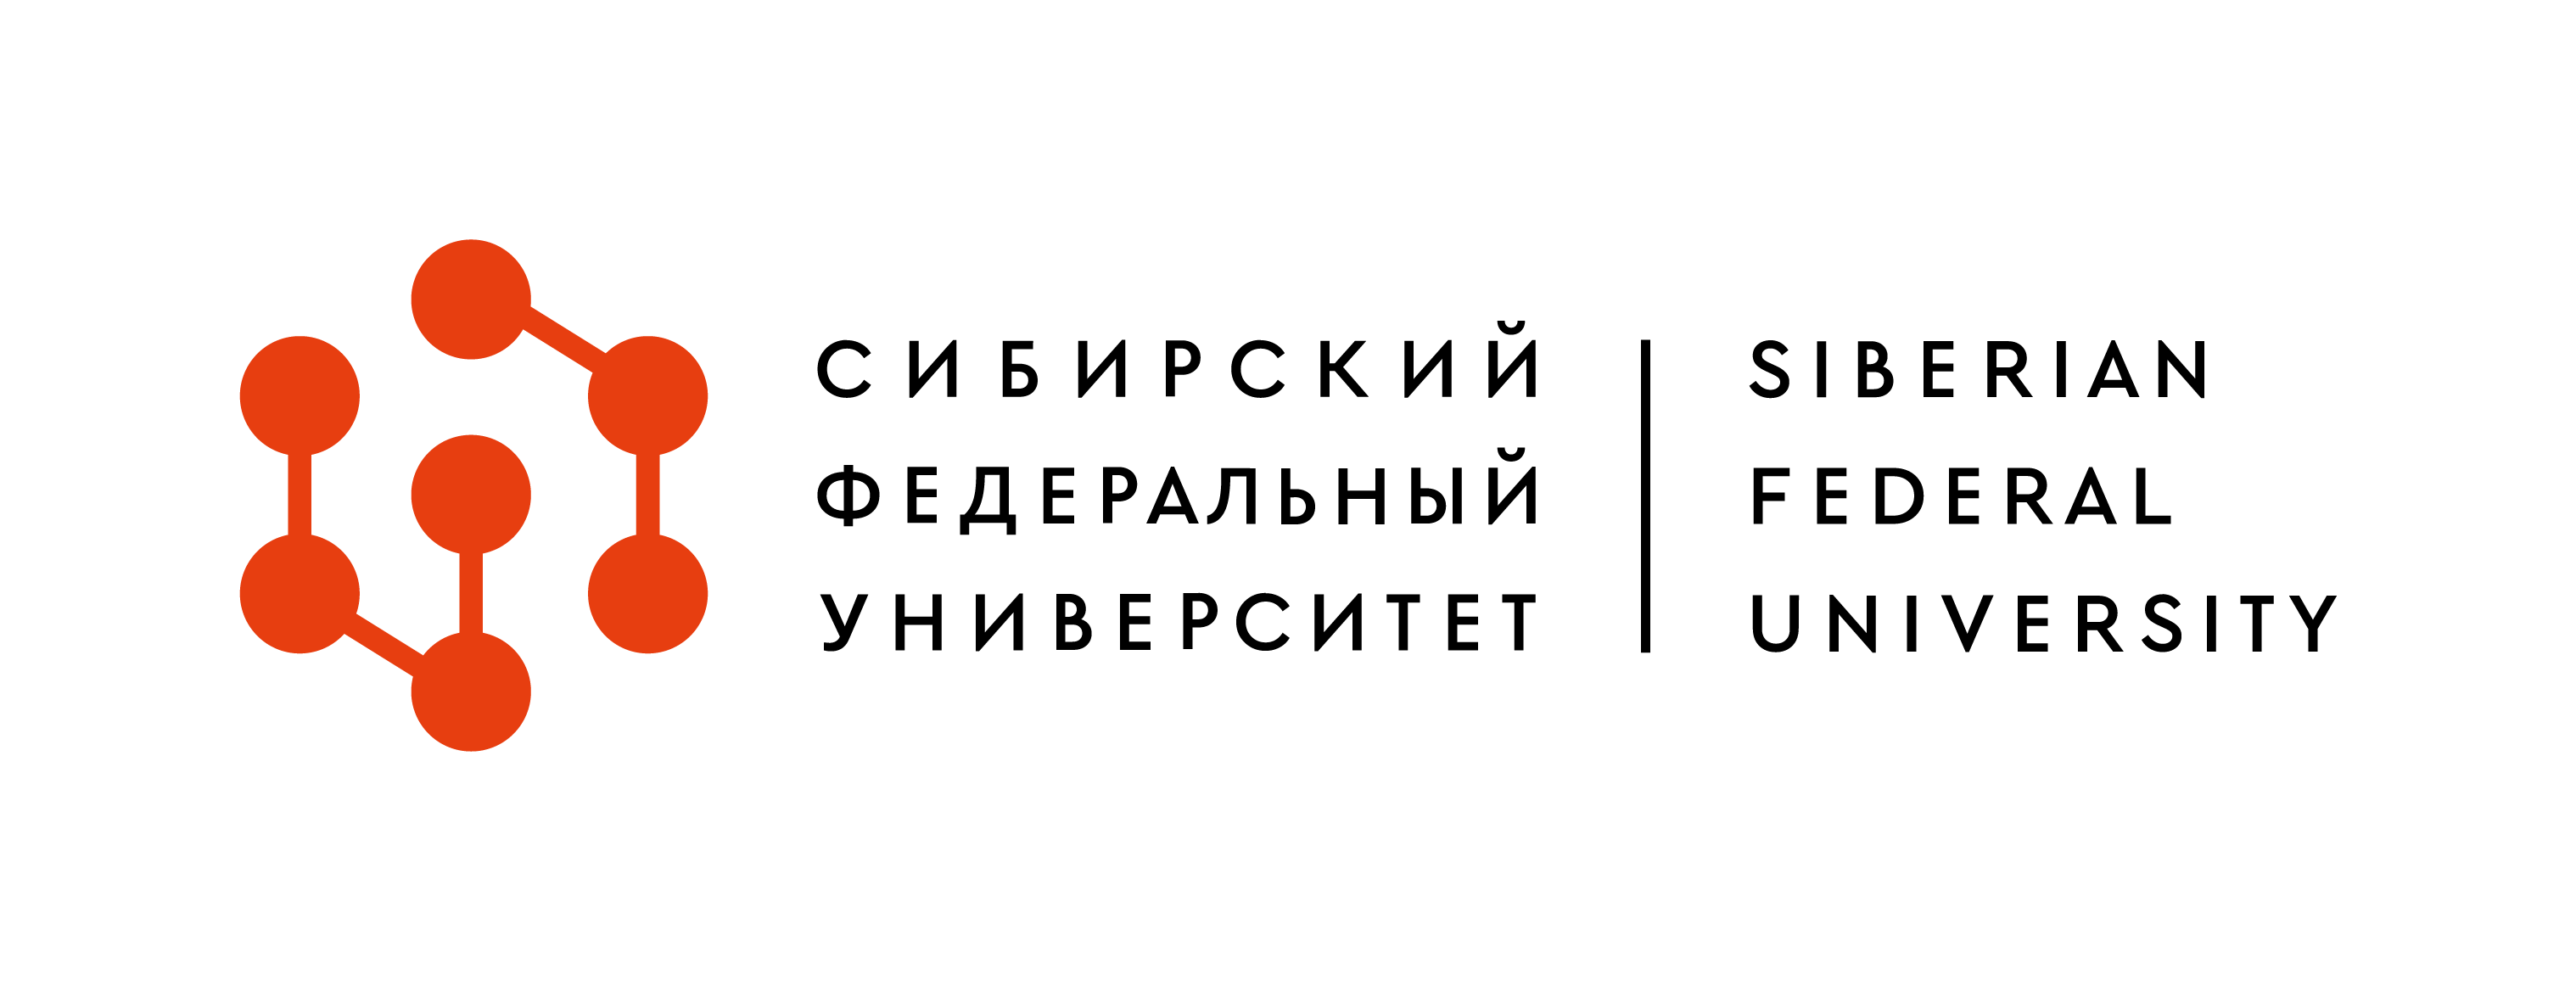 СИБИРСКИЙ
ФЕДЕРАЛЬНЫЙ
УНИВЕРСИТЕТ
SIBERIAN
FEDERAL
UNIVERSITY